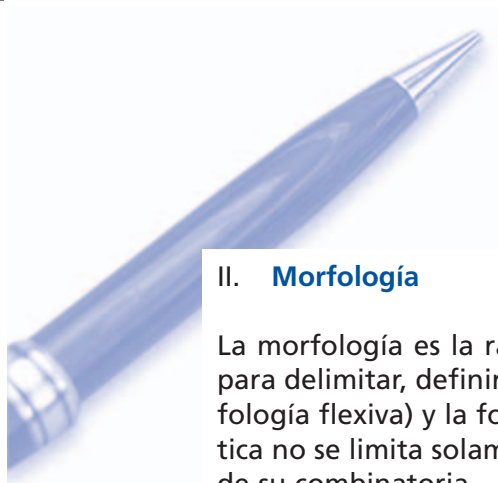 II. Morfología
La morfología es la
para delimitar, definir
fología flexiva) y la
tica no se limita
de su combinatoria